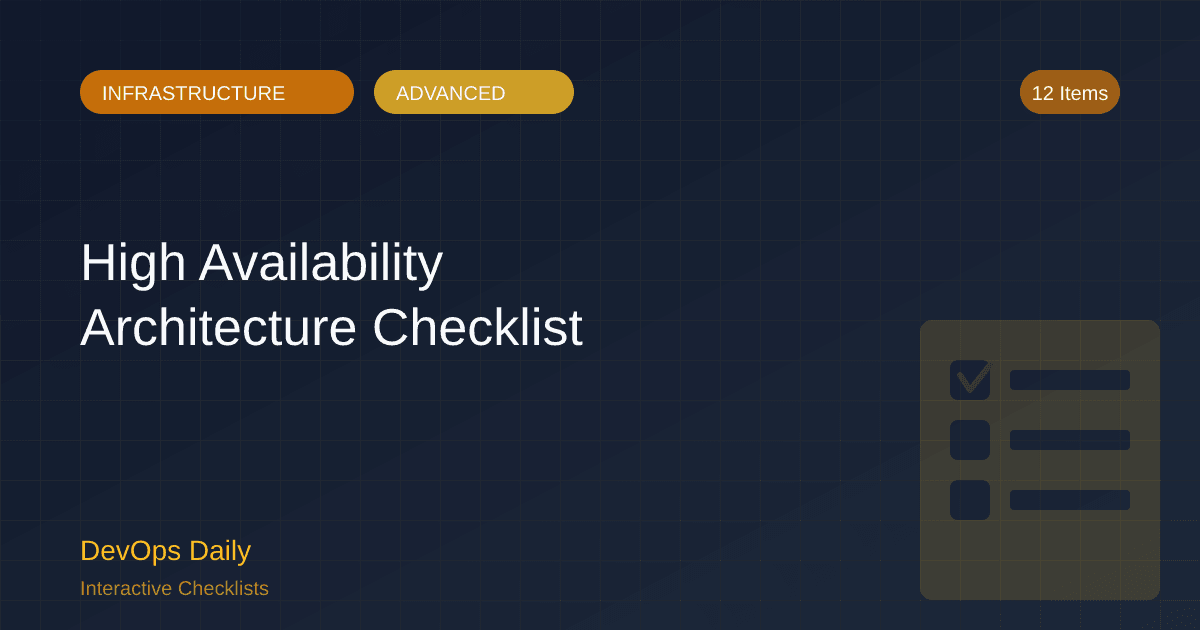 INFRASTRUCTURE
ADVANCED
12 Items
High Availability
Architecture Checklist
DevOps Daily
Interactive Checklists